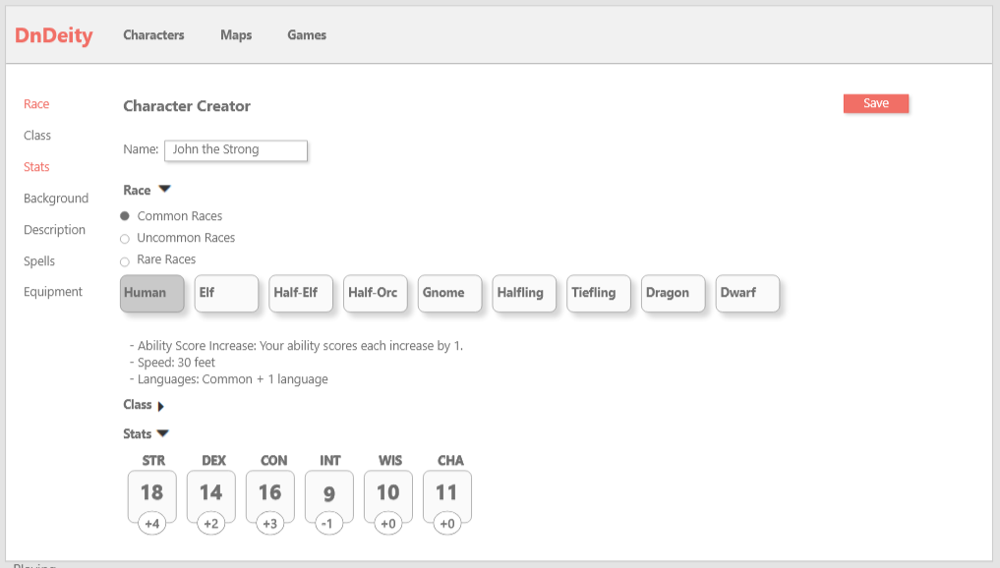 DnDeity Characters Maps Games
Race
Class
Stats
Background
Description
Spells
Equipment
Character Creator
Save
Name: John the Strong
Race
Common Races
Uncommon Races
Rare Races
Human Elf Half-Elf Half-Orc Gnome Halfling Tiefling Dragon Dwarf
- Ability Score Increase: Your ability scores each increase by 1.
- Speed: 30 feet
- Languages: Common + 1 language
Class
Stats
STR DEX CON INT WIS CHA
18 14 16 9 10 11
+4 +2 +3 -1 +0 +0